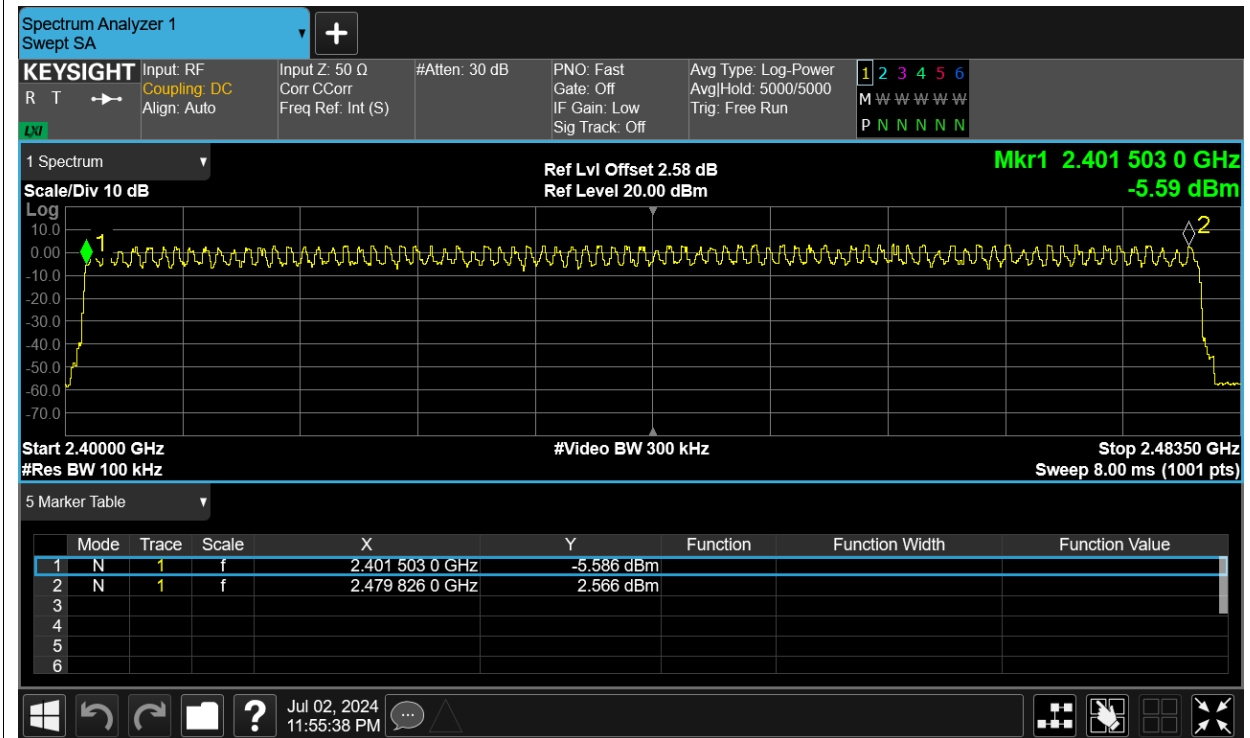 Spectrum Analyzer 1
Swept SA
KEYSIGHT Input: RF Input Z: 50 Ω #Atten: 30 dB PNO: Fast Avg Type: Log-Power 1 2 3 4 5 6
R T Coupling: DC Corr CCorr Gate: Off Avg|Hold: 5000/5000 M W W W W W
Align: Auto Freq Ref: Int (S) IF Gain: Low Trig: Free Run
LXI Sig Track: Off P N N N N N
1 Spectrum Ref Lvl Offset 2.58 dB Mkr1 2.401 503 0 GHz
Scale/Div 10 dB Ref Level 20.00 dBm -5.59 dBm
Log
10.0
0.00
-10.0
-20.0
-30.0
-40.0
-50.0
-60.0
-70.0
1
2
Start 2.40000 GHz #Video BW 300 kHz Stop 2.48350 GHz
#Res BW 100 kHz Sweep 8.00 ms (1001 pts)
5 Marker Table
Mode Trace Scale X Y Function Function Width Function Value
1 N 1 f 2.401 503 0 GHz -5.586 dBm
2 N 1 f 2.479 826 0 GHz 2.566 dBm
3
4
5
6
? Jul 02, 2024
11:55:38 PM